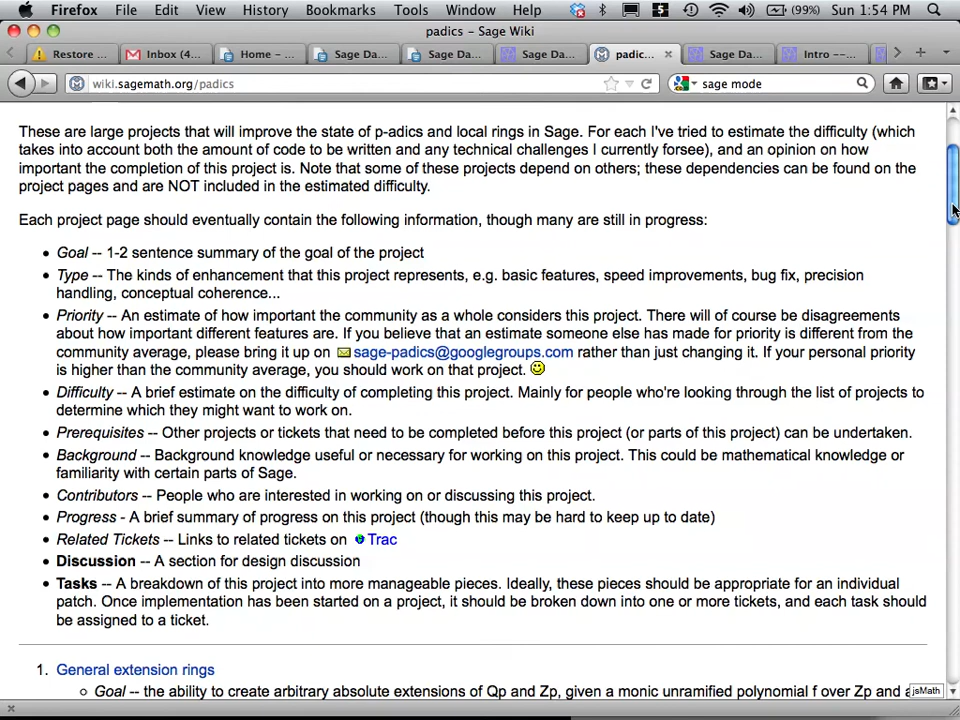 Firefox File Edit View History Bookmarks Tools Window Help 5 (99%) Sun 1:54 PM
padics – Sage Wiki
Restore ... Inbox (4... Home – ... Sage Da... Sage Da... Sage Da... padic... Sage Da... Intro --...
wiki.sagemath.org/padics sage mode
These are large projects that will improve the state of p-adics and local rings in Sage. For each I've tried to estimate the difficulty (which
takes into account both the amount of code to be written and any technical challenges I currently forsee), and an opinion on how
important the completion of this project is. Note that some of these projects depend on others; these dependencies can be found on the
project pages and are NOT included in the estimated difficulty.
Each project page should eventually contain the following information, though many are still in progress:
• Goal -- 1-2 sentence summary of the goal of the project
• Type -- The kinds of enhancement that this project represents, e.g. basic features, speed improvements, bug fix, precision
handling, conceptual coherence...
• Priority -- An estimate of how important the community as a whole considers this project. There will of course be disagreements
about how important different features are. If you believe that an estimate someone else has made for priority is different from the
community average, please bring it up on sage-padics@googlegroups.com rather than just changing it. If your personal priority
is higher than the community average, you should work on that project.
• Difficulty -- A brief estimate on the difficulty of completing this project. Mainly for people who're looking through the list of projects to
determine which they might want to work on.
• Prerequisites -- Other projects or tickets that need to be completed before this project (or parts of this project) can be undertaken.
• Background -- Background knowledge useful or necessary for working on this project. This could be mathematical knowledge or
familiarity with certain parts of Sage.
• Contributors -- People who are interested in working on or discussing this project.
• Progress - A brief summary of progress on this project (though this may be hard to keep up to date)
• Related Tickets -- Links to related tickets on Trac
• Discussion -- A section for design discussion
• Tasks -- A breakdown of this project into more manageable pieces. Ideally, these pieces should be appropriate for an individual
patch. Once implementation has been started on a project, it should be broken down into one or more tickets, and each task should
be assigned to a ticket.
1. General extension rings
Goal -- the ability to create arbitrary absolute extensions of Qp and Zp, given a monic unramified polynomial f over Zp and
jsMath